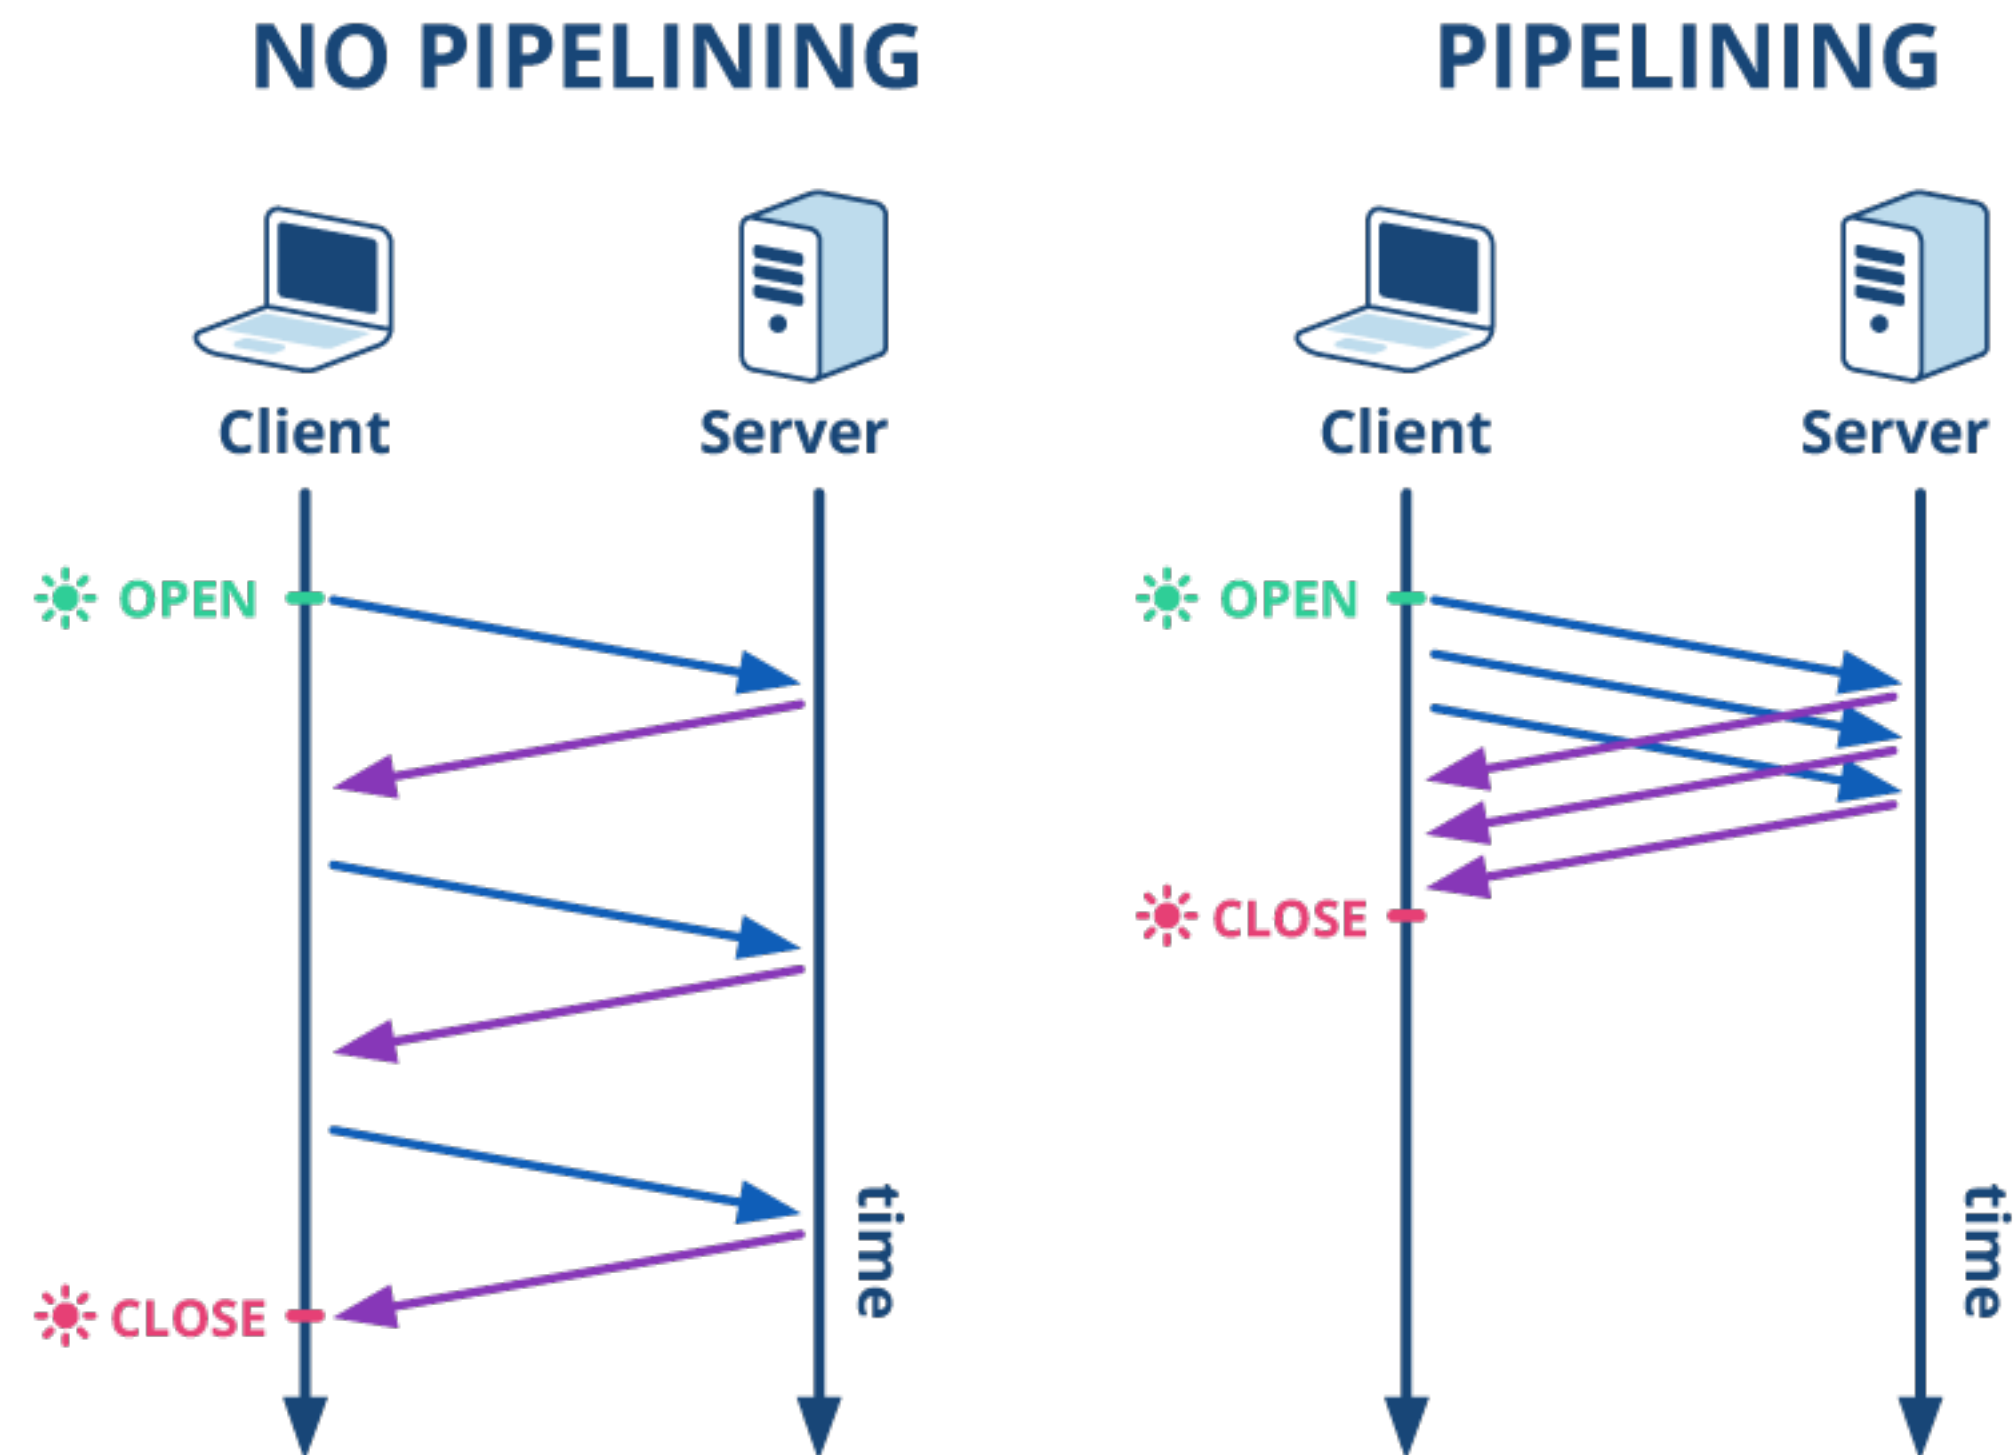 NO PIPELINING
Client
Server
OPEN
CLOSE
time
PIPELINING
Client
Server
OPEN
CLOSE
time